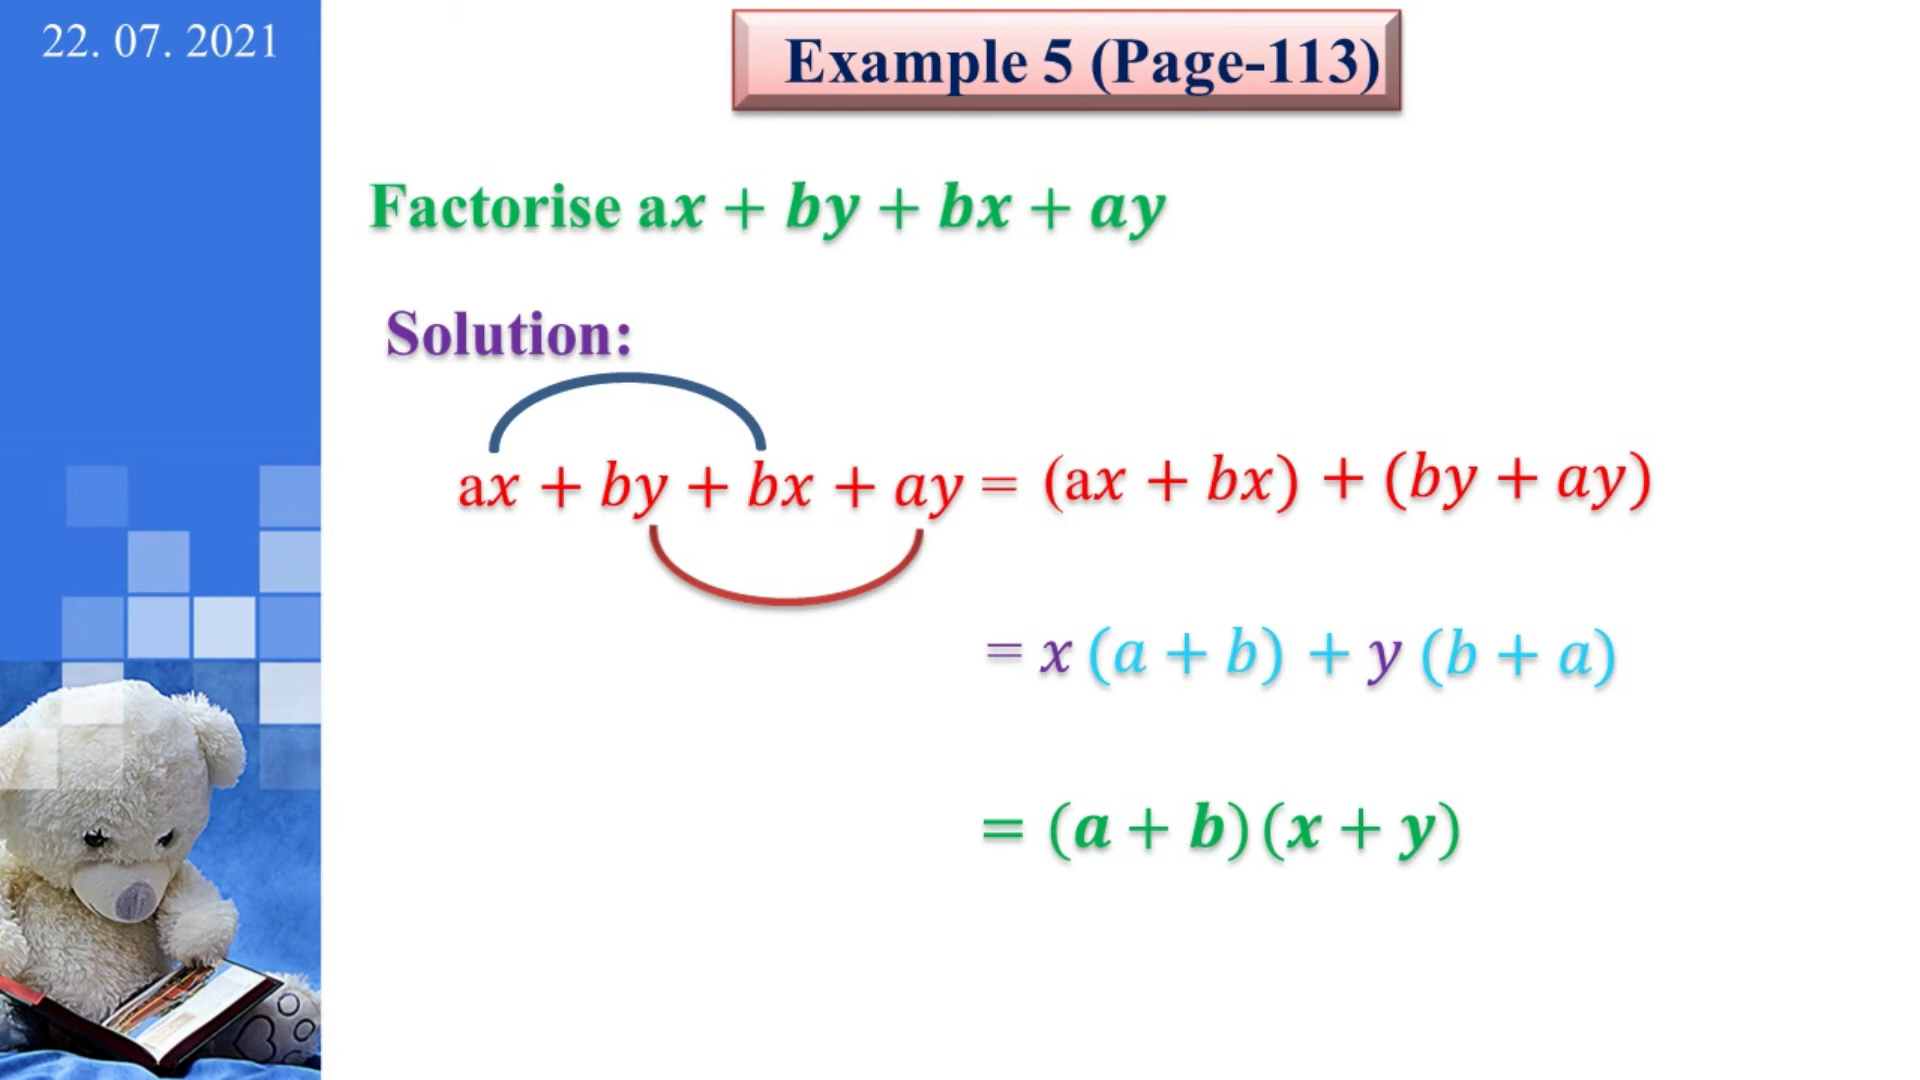 22. 07. 2021
Example 5 (Page-113)
Factorise ax + by + bx + ay
Solution:
ax + by + bx + ay = (ax + bx) + (by + ay)
= x (a + b) + y (b + a)
= (a + b)(x + y)